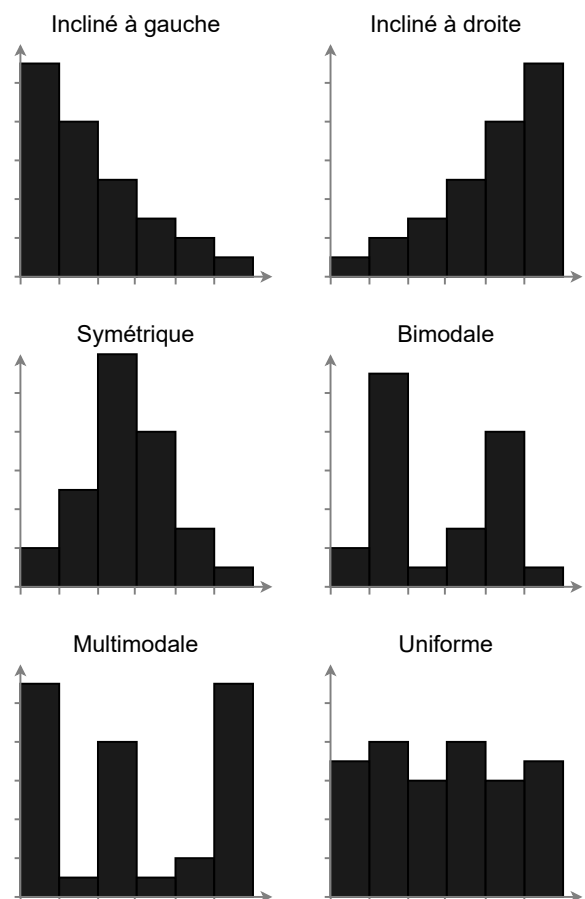 Incliné à gauche
Incliné à droite
Symétrique
Bimodale
Multimodale
Uniforme